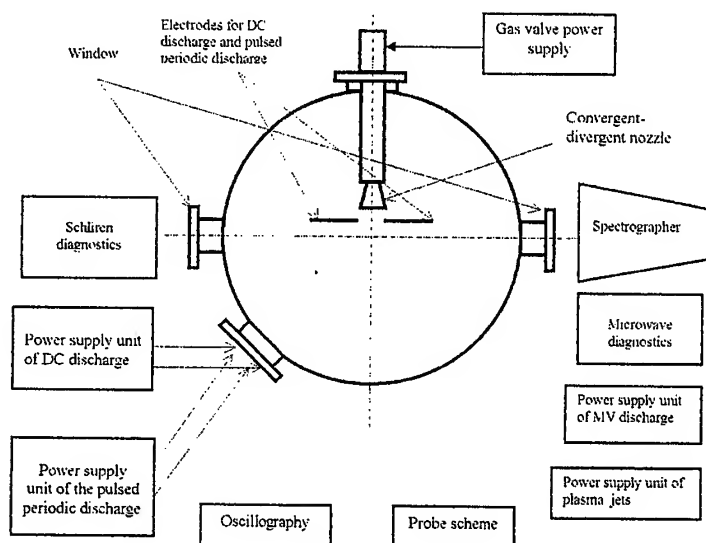 Electrodes for DC
discharge and pulsed
periodic discharge
Gas valve power
supply
Window
Convergent-
divergent nozzle
Schliren
diagnostics
Spectrographer
Power supply unit
of DC discharge
Microwave
diagnostics
Power supply unit
of MV discharge
Power supply
unit of the pulsed
periodic discharge
Power supply unit of
plasma jets
Oscillography
Probe scheme